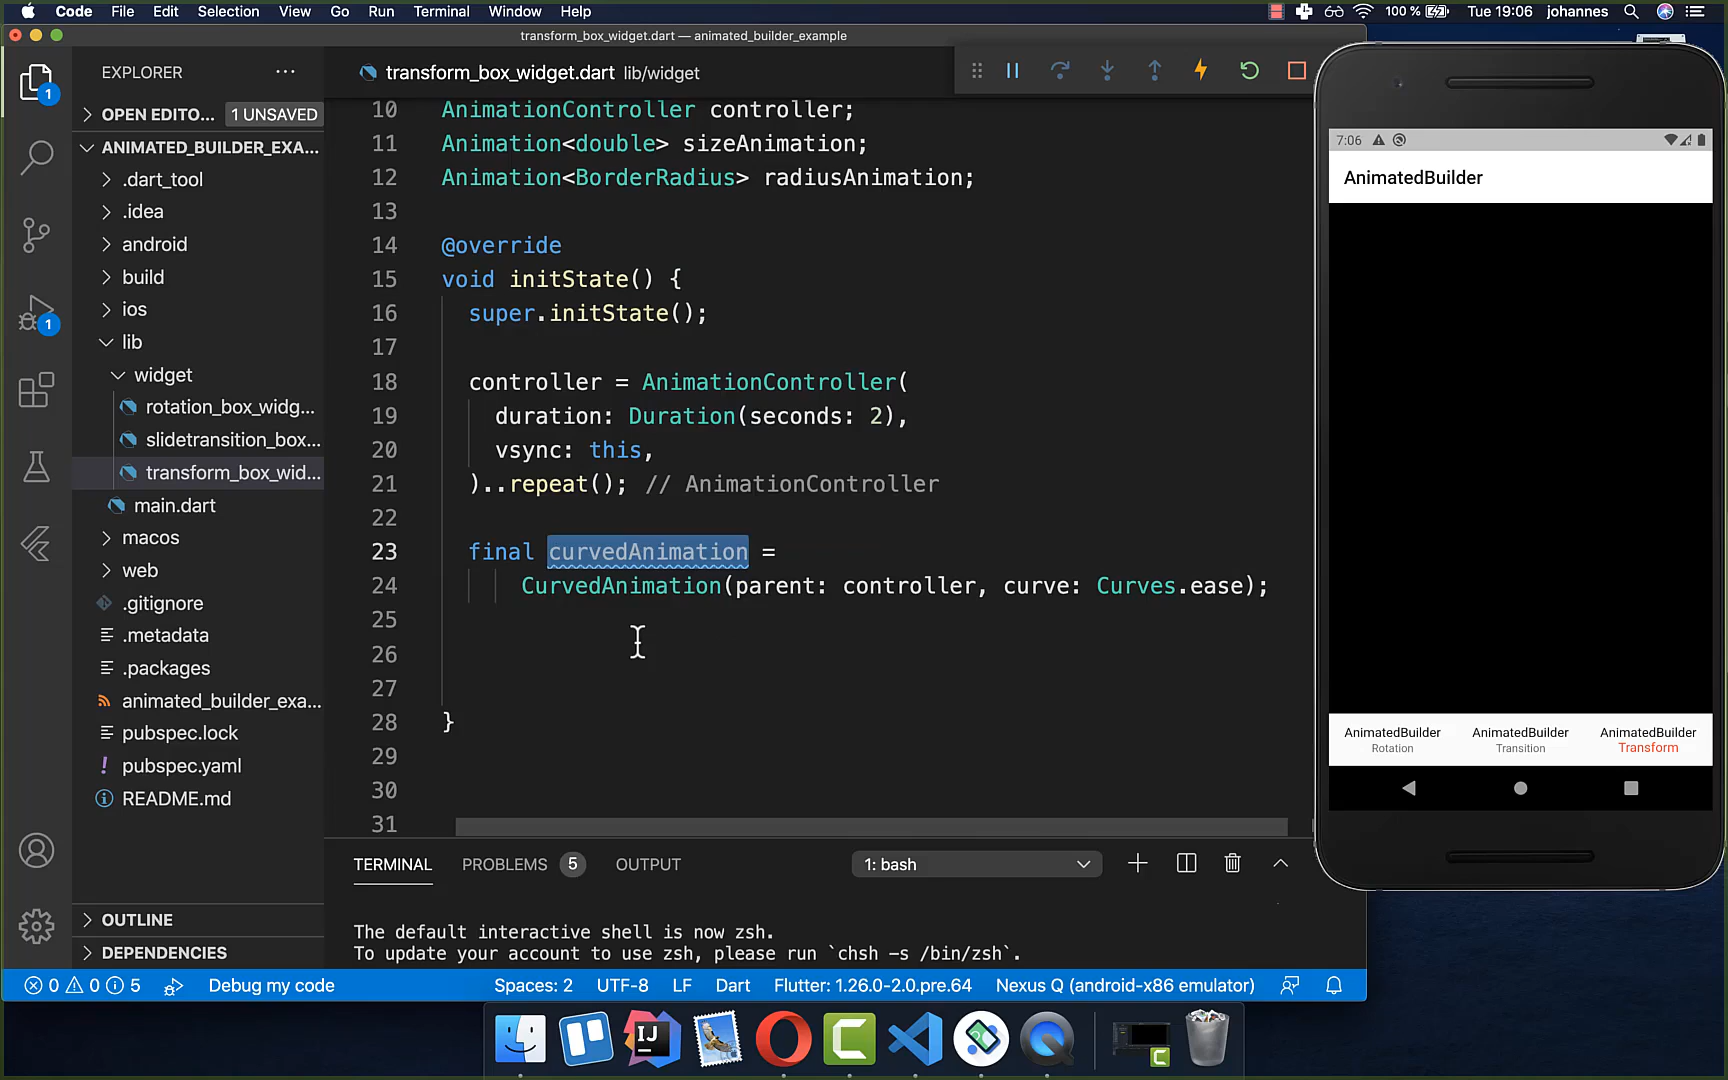 Code File Edit Selection View Go Run Terminal Window Help 100 % Tue 19:06 johannes
transform_box_widget.dart — animated_builder_example
EXPLORER ···
OPEN EDITO... 1 UNSAVED
ANIMATED_BUILDER_EXA...
.dart_tool
.idea
android
build
ios
lib
widget
rotation_box_widg...
slidetransition_box...
transform_box_wid...
main.dart
macos
web
.gitignore
.metadata
.packages
animated_builder_exa...
pubspec.lock
! pubspec.yaml
README.md
OUTLINE
DEPENDENCIES
1
1
transform_box_widget.dart lib/widget
10 AnimationController controller;
11 Animation<double> sizeAnimation;
12 Animation<BorderRadius> radiusAnimation;
13
14 @override
15 void initState() {
16 super.initState();
17
18 controller = AnimationController(
19 duration: Duration(seconds: 2),
20 vsync: this,
21 )..repeat(); // AnimationController
22
23 final curvedAnimation =
24 CurvedAnimation(parent: controller, curve: Curves.ease);
25
26
27
28 }
29
30
31
TERMINAL PROBLEMS 5 OUTPUT 1: bash
The default interactive shell is now zsh.
To update your account to use zsh, please run `chsh -s /bin/zsh`.
0 0 5 Debug my code Spaces: 2 UTF-8 LF Dart Flutter: 1.26.0-2.0.pre.64 Nexus Q (android-x86 emulator)
7:06
AnimatedBuilder
AnimatedBuilder AnimatedBuilder AnimatedBuilder
Rotation Transition Transform
IJ